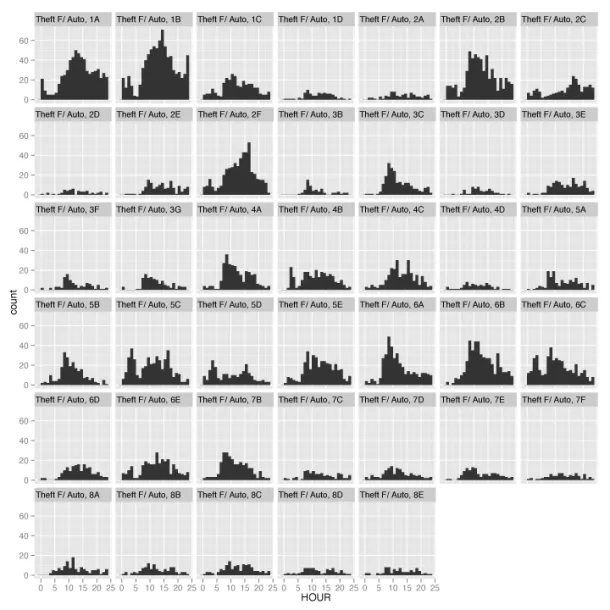 Theft F/ Auto, 1A Theft F/ Auto, 1B Theft F/ Auto, 1C Theft F/ Auto, 1D Theft F/ Auto, 2A Theft F/ Auto, 2B Theft F/ Auto, 2C
60
40
20
0
Theft F/ Auto, 2D Theft F/ Auto, 2E Theft F/ Auto, 2F Theft F/ Auto, 3B Theft F/ Auto, 3C Theft F/ Auto, 3D Theft F/ Auto, 3E
60
40
20
0
Theft F/ Auto, 3F Theft F/ Auto, 3G Theft F/ Auto, 4A Theft F/ Auto, 4B Theft F/ Auto, 4C Theft F/ Auto, 4D Theft F/ Auto, 5A
60
40
20
0
count
Theft F/ Auto, 5B Theft F/ Auto, 5C Theft F/ Auto, 5D Theft F/ Auto, 5E Theft F/ Auto, 6A Theft F/ Auto, 6B Theft F/ Auto, 6C
60
40
20
0
Theft F/ Auto, 6D Theft F/ Auto, 6E Theft F/ Auto, 7B Theft F/ Auto, 7C Theft F/ Auto, 7D Theft F/ Auto, 7E Theft F/ Auto, 7F
60
40
20
0
Theft F/ Auto, 8A Theft F/ Auto, 8B Theft F/ Auto, 8C Theft F/ Auto, 8D Theft F/ Auto, 8E
60
40
20
0
0 5 10 15 20 25 0 5 10 15 20 25 0 5 10 15 20 25 0 5 10 15 20 25 0 5 10 15 20 25
HOUR